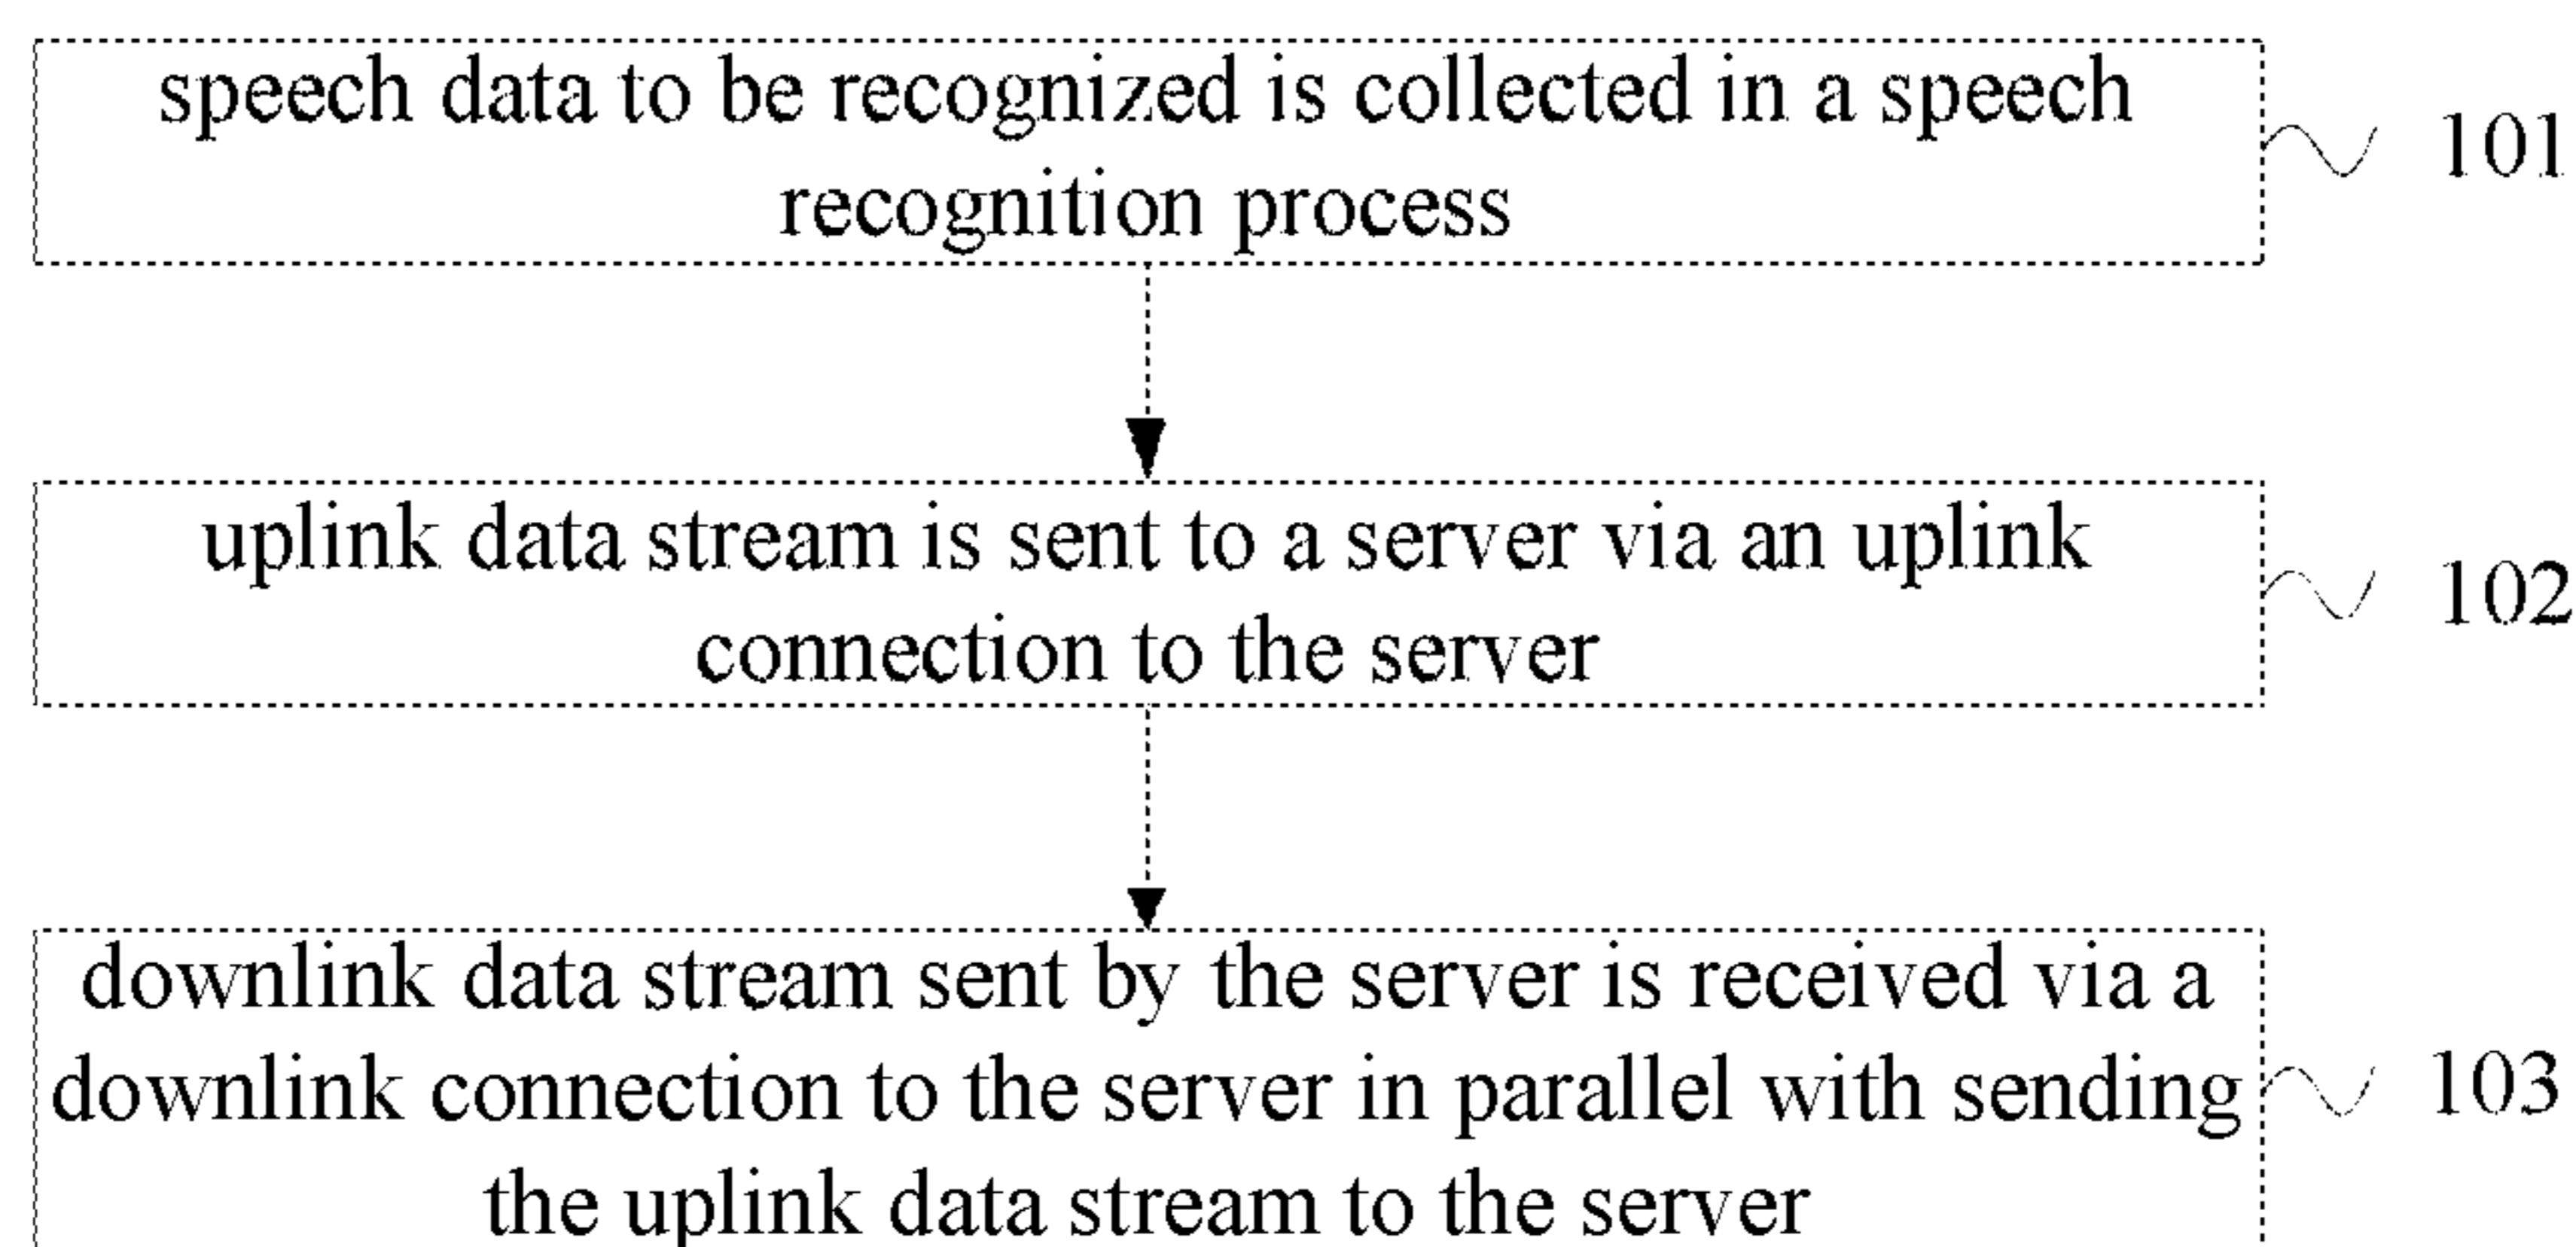 speech data to be recognized is collected in a speech
recognition process
101
uplink data stream is sent to a server via an uplink
connection to the server
102
downlink data stream sent by the server is received via a
downlink connection to the server in parallel with sending
the uplink data stream to the server
103